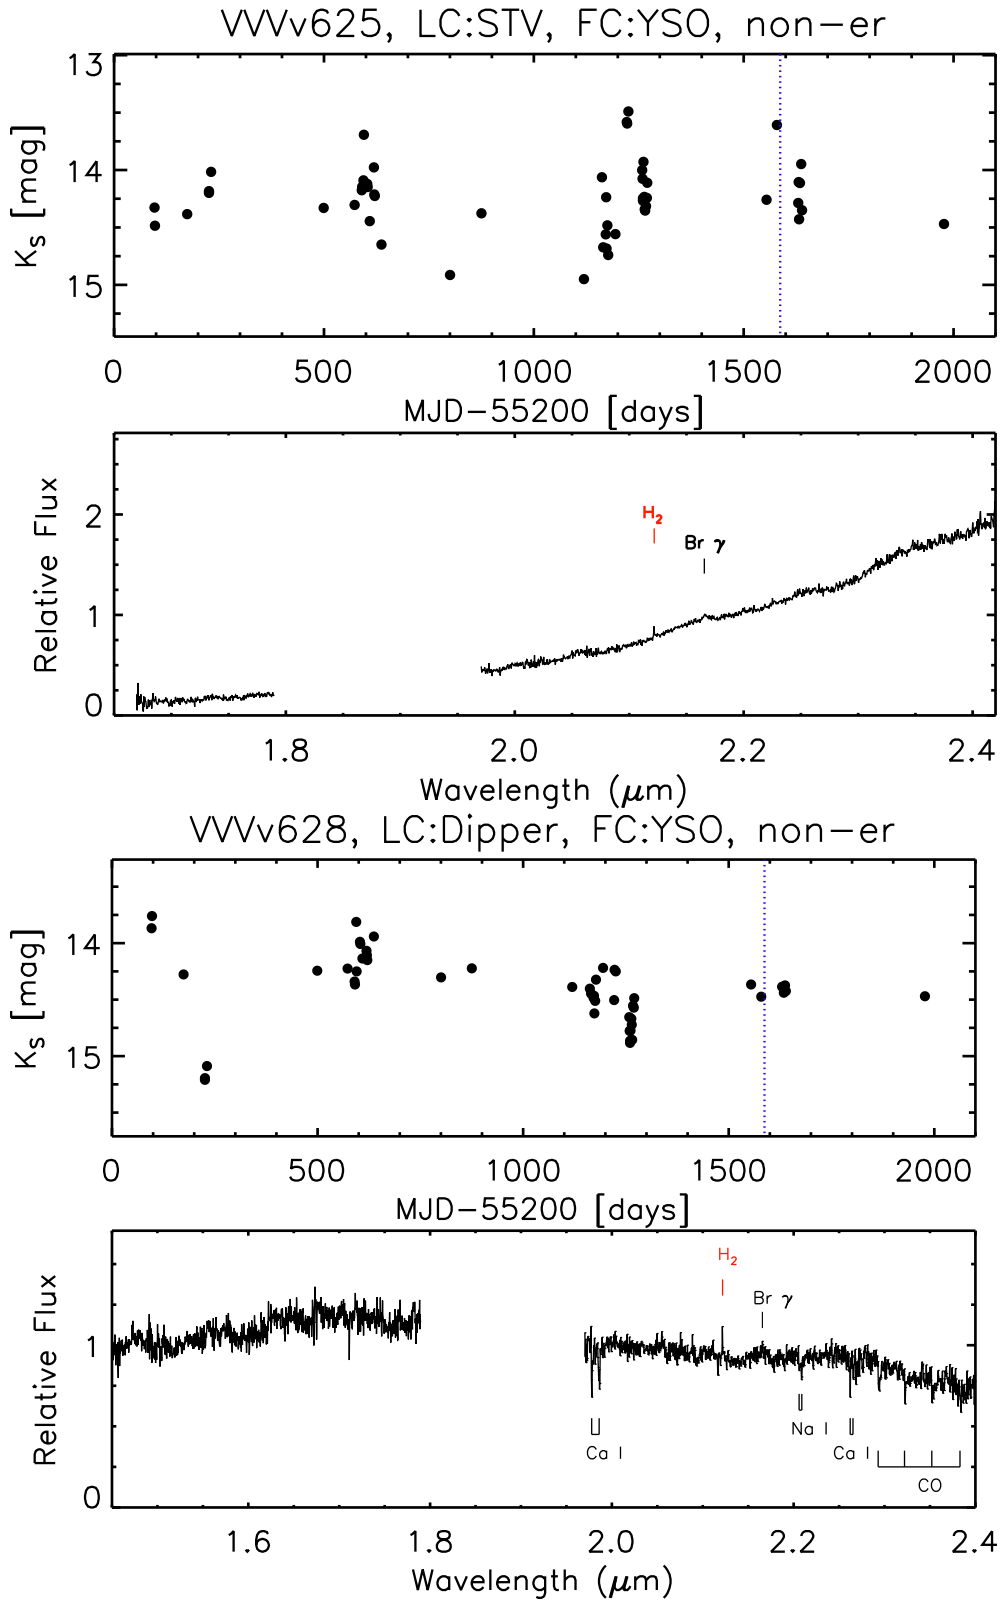 VVVv625, LC:STV, FC:YSO, non-er
13
14
15
K_S [mag]
0 500 1000 1500 2000
MJD-55200 [days]
2
1
0
Relative Flux
H_2
Br γ
1.8 2.0 2.2 2.4
Wavelength (μm)
VVVv628, LC:Dipper, FC:YSO, non-er
14
15
K_S [mag]
0 500 1000 1500 2000
MJD-55200 [days]
1
0
Relative Flux
H_2
Br γ
Na I
Ca I
Ca I
CO
1.6 1.8 2.0 2.2 2.4
Wavelength (μm)